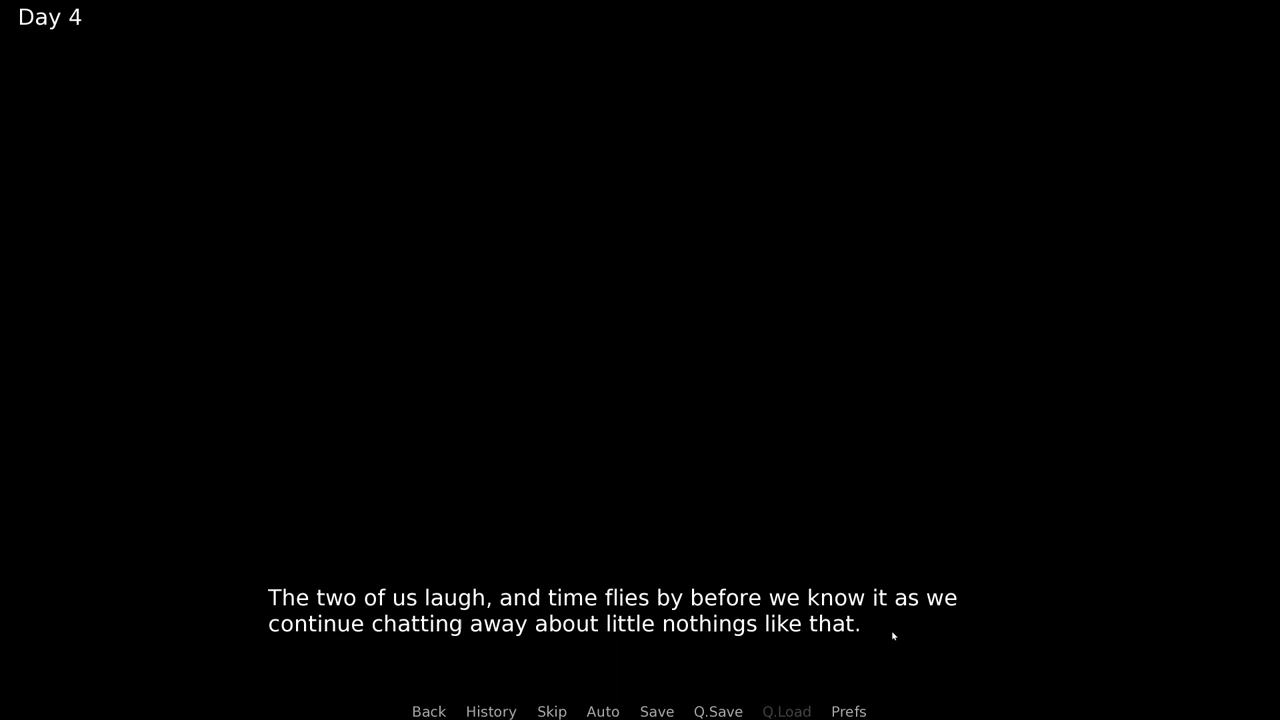 Day 4
The two of us laugh, and time flies by before we know it as we
continue chatting away about little nothings like that.
Back History Skip Auto Save Q.Save Q.Load Prefs